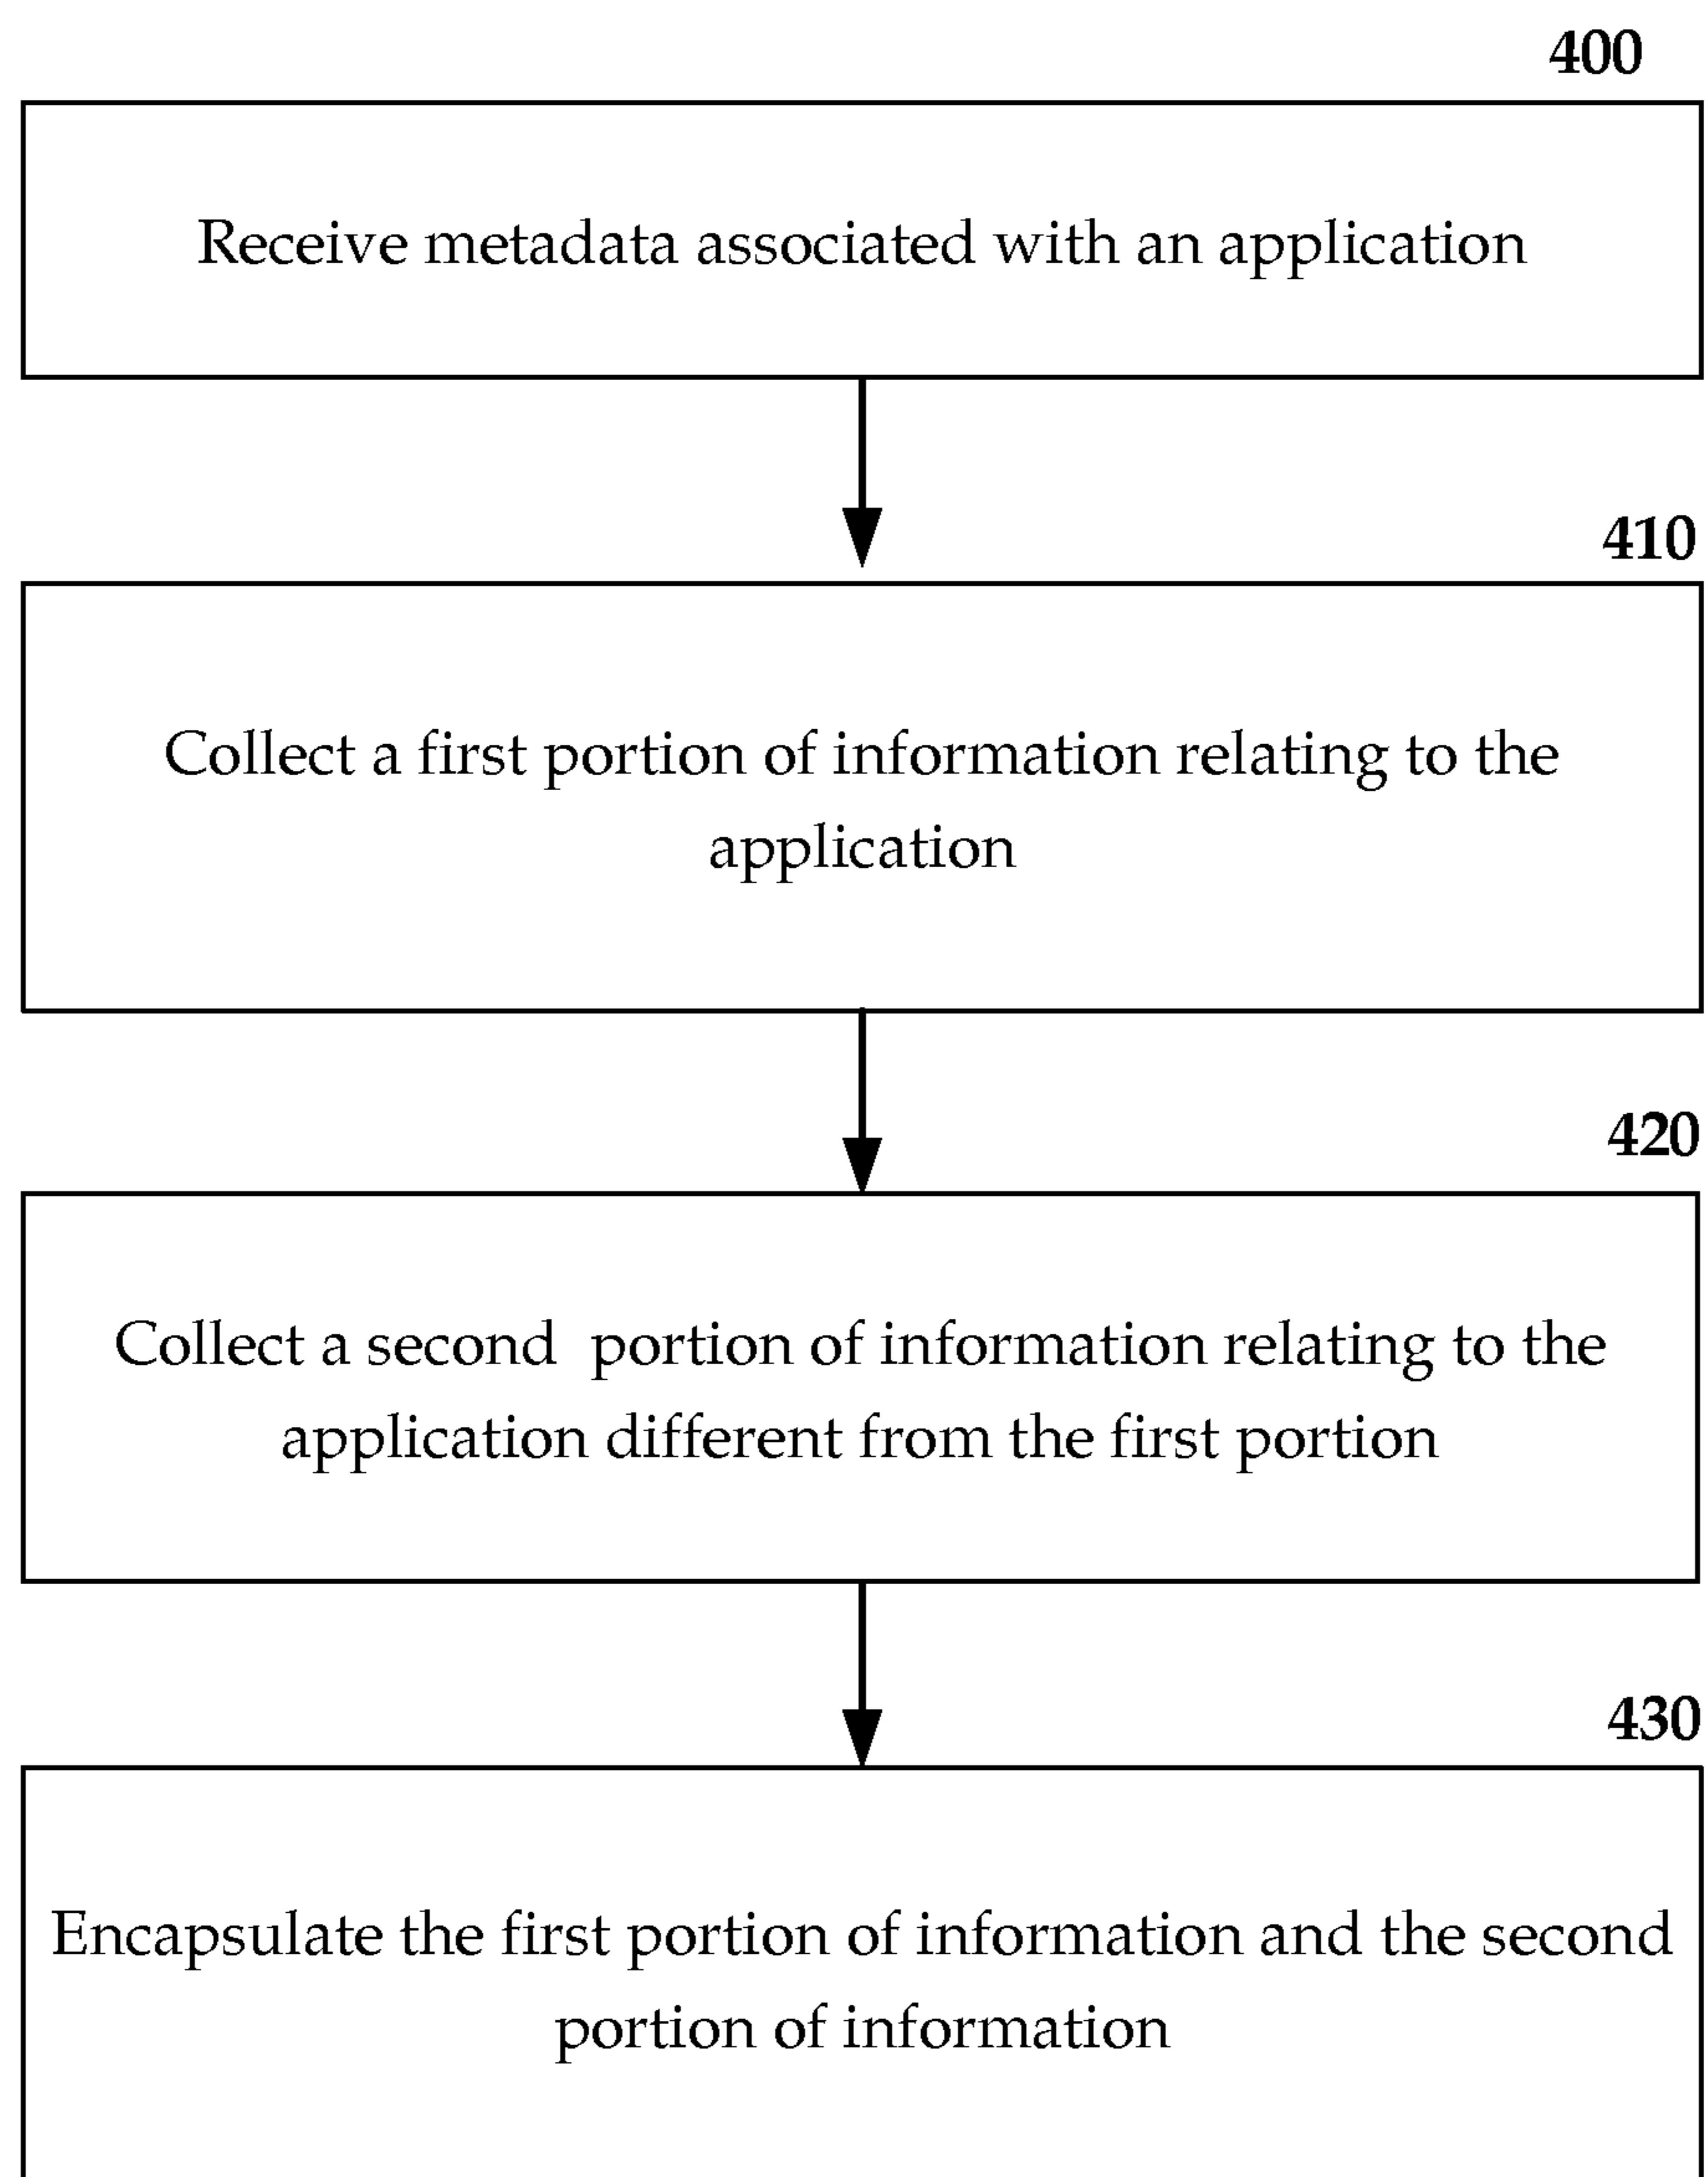 400
Receive metadata associated with an application
410
Collect a first portion of information relating to the
application
420
Collect a second  portion of information relating to the
application different from the first portion
430
Encapsulate the first portion of information and the second
portion of information